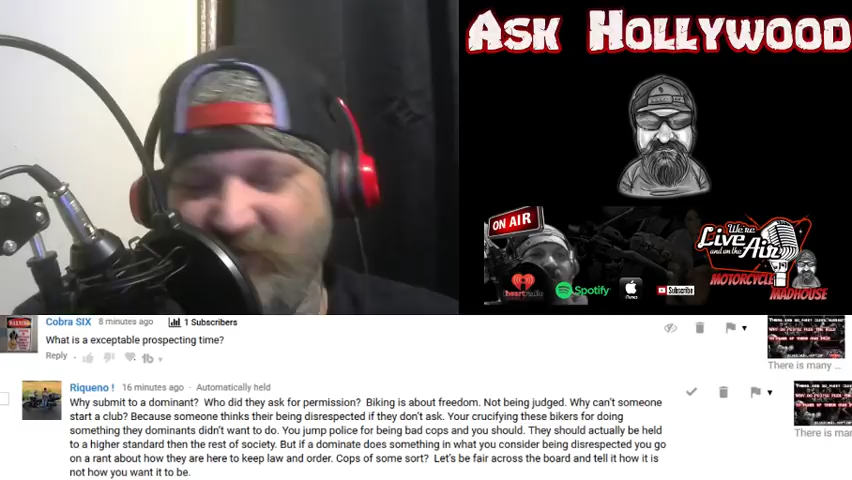 ASK HOLLYWOOD
ON AIR
iHeartRADIO
Spotify
iTunes
Subscribe
We're
Live
and on the
Air
MOTORCYCLE
MADHOUSE
Cobra SIX 8 minutes ago 1 Subscribers
What is a exceptable prospecting time?
Reply
There is many ...
Riqueno ! 16 minutes ago · Automatically held
Why submit to a dominant? Who did they ask for permission? Biking is about freedom. Not being judged. Why can't someone
start a club? Because someone thinks their being disrespected if they don't ask. Your crucifying these bikers for doing
something they dominants didn't want to do. You jump police for being bad cops and you should. They should actually be held
to a higher standard then the rest of society. But if a dominate does something in what you consider being disrespected you go
on a rant about how they are here to keep law and order. Cops of some sort? Let's be fair across the board and tell it how it is
not how you want it to be.
There is mar